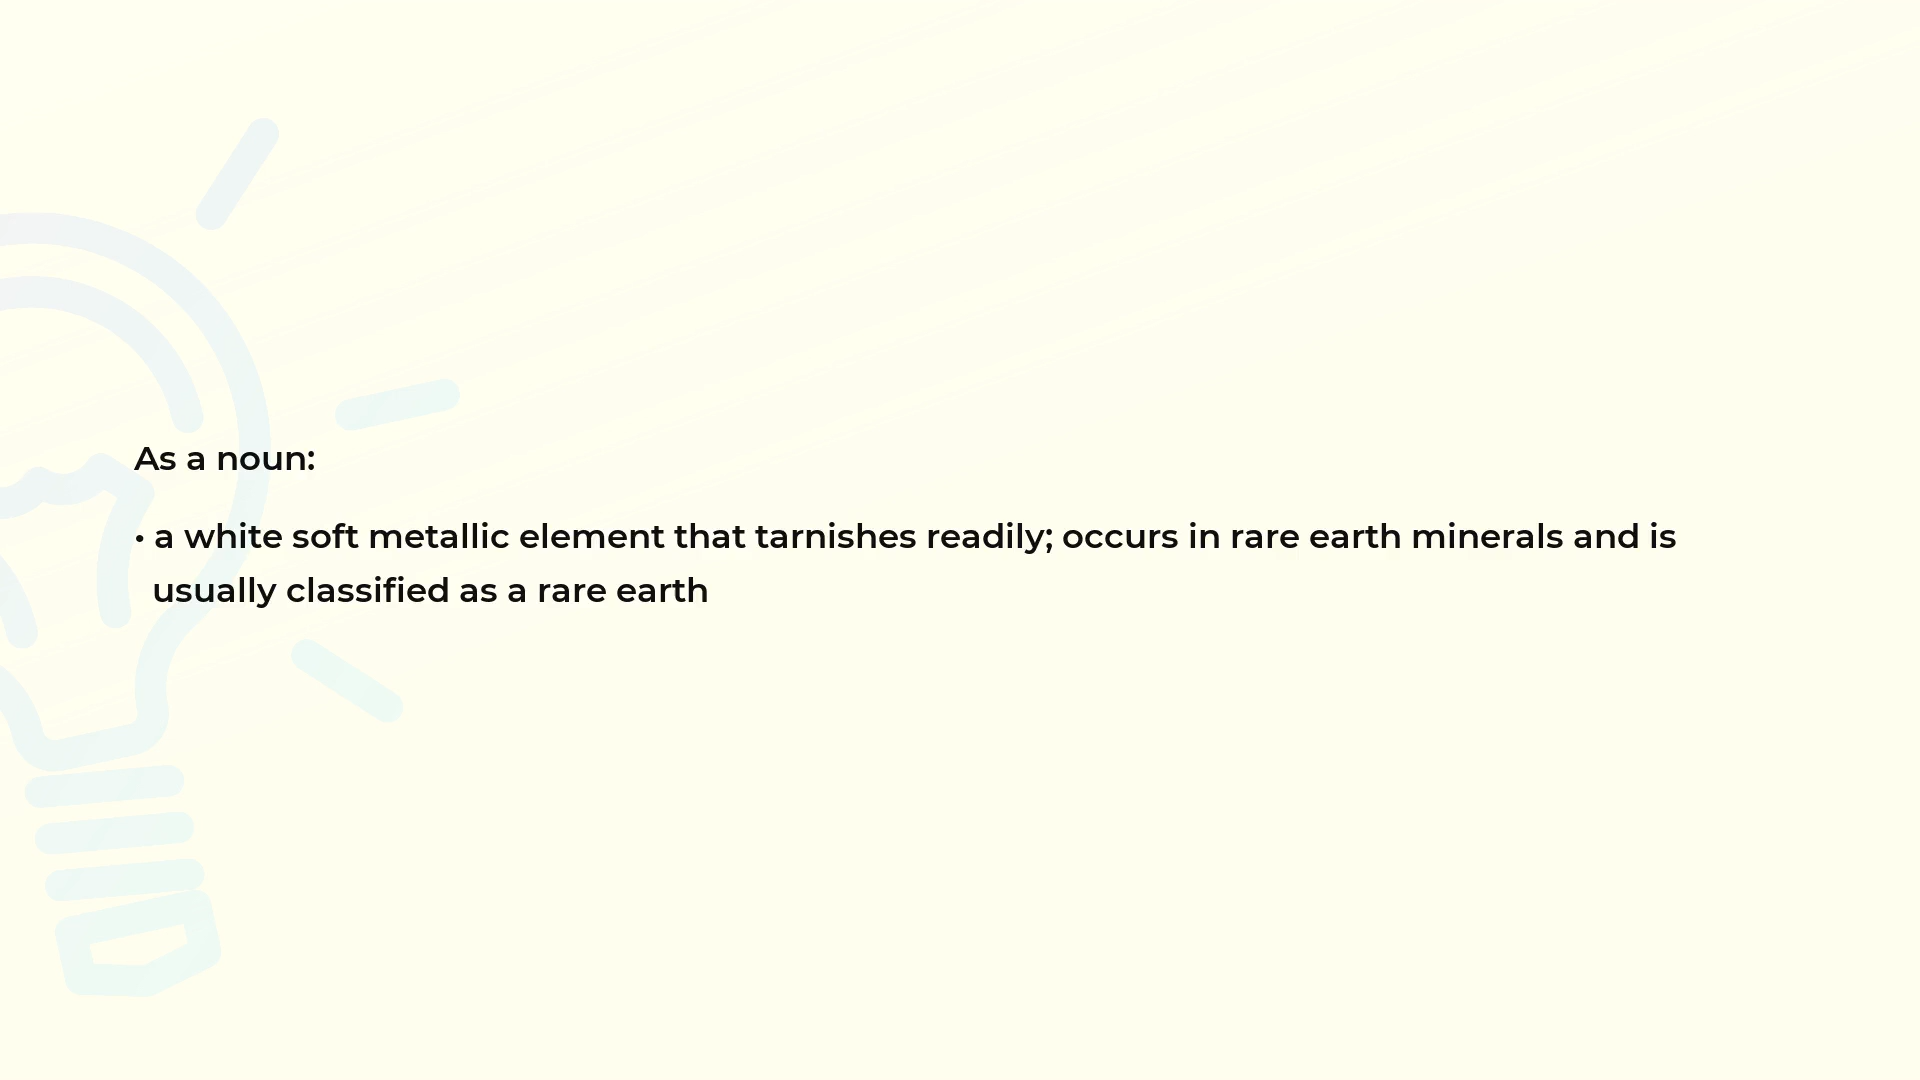 As a noun:
• a white soft metallic element that tarnishes readily; occurs in rare earth minerals and is
usually classified as a rare earth